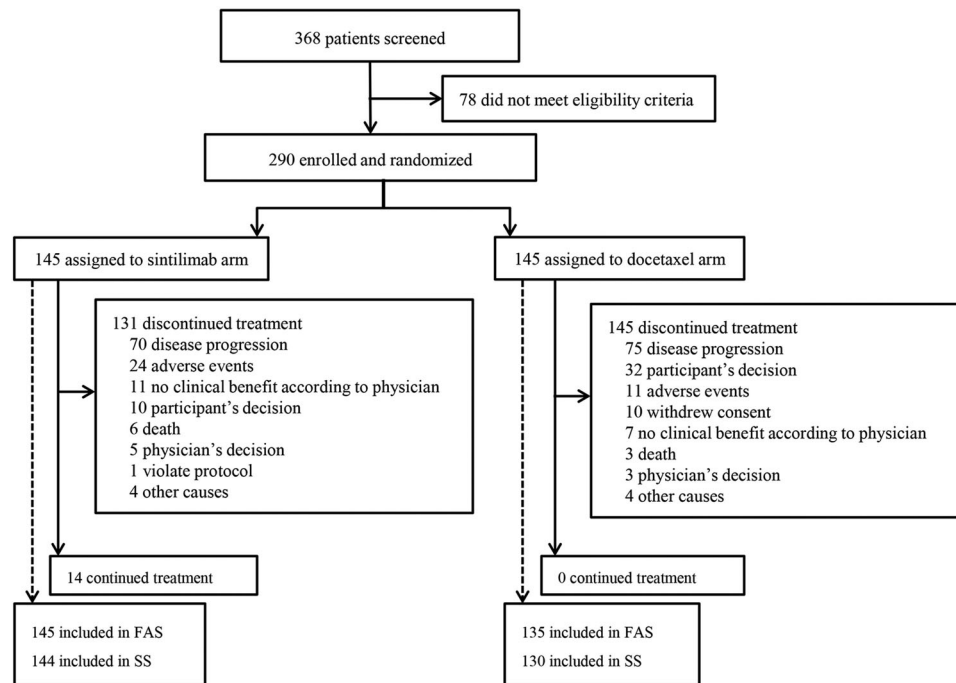 368 patients screened
78 did not meet eligibility criteria
290 enrolled and randomized
145 assigned to sintilimab arm
145 assigned to docetaxel arm
131 discontinued treatment
70 disease progression
24 adverse events
11 no clinical benefit according to physician
10 participant's decision
6 death
5 physician's decision
1 violate protocol
4 other causes
145 discontinued treatment
75 disease progression
32 participant's decision
11 adverse events
10 withdrew consent
7 no clinical benefit according to physician
3 death
3 physician's decision
4 other causes
14 continued treatment
0 continued treatment
145 included in FAS
144 included in SS
135 included in FAS
130 included in SS